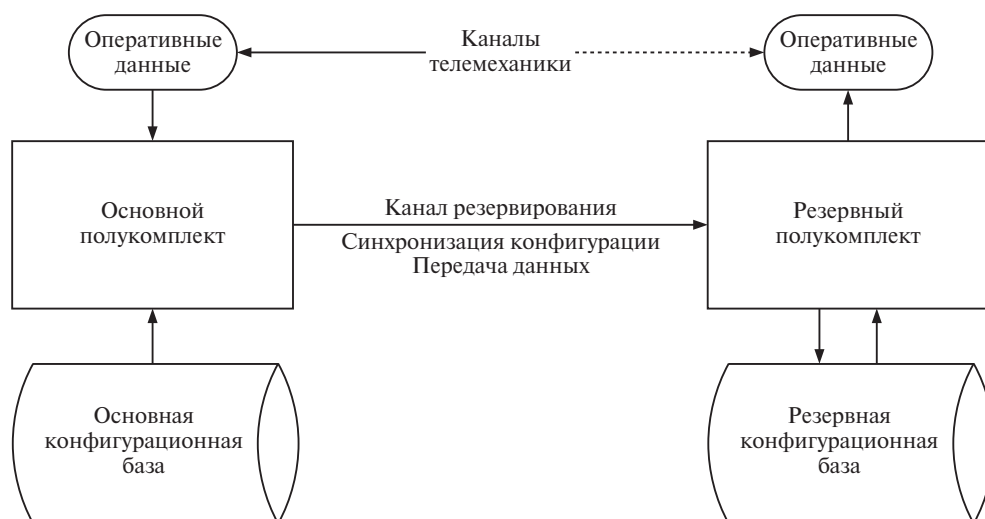 Оперативные
данные
Каналы
телемеханики
Оперативные
данные
Основной
полукомплект
Канал резервирования
Синхронизация конфигурации
Передача данных
Резервный
полукомплект
Основная
конфигурационная
база
Резервная
конфигурационная
база